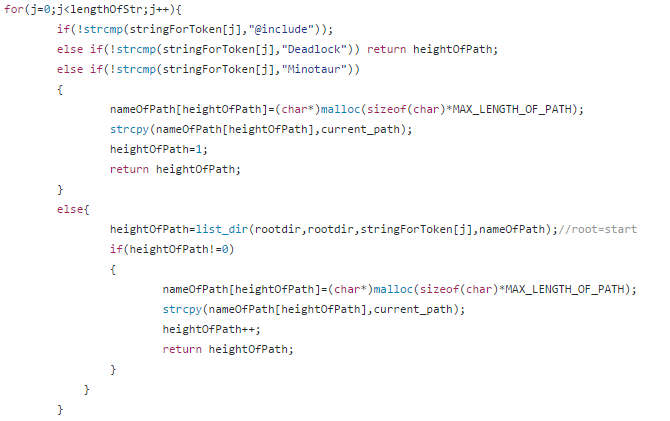 for(j=0;j<lengthOfStr;j++){
if(!strcmp(stringForToken[j],"@include"));
else if(!strcmp(stringForToken[j],"Deadlock")) return heightOfPath;
else if(!strcmp(stringForToken[j],"Minotaur"))
{
nameOfPath[heightOfPath]=(char*)malloc(sizeof(char)*MAX_LENGTH_OF_PATH);
strcpy(nameOfPath[heightOfPath],current_path);
heightOfPath=1;
return heightOfPath;
}
else{
heightOfPath=list_dir(rootdir,rootdir,stringForToken[j],nameOfPath);//root=start
if(heightOfPath!=0)
{
nameOfPath[heightOfPath]=(char*)malloc(sizeof(char)*MAX_LENGTH_OF_PATH);
strcpy(nameOfPath[heightOfPath],current_path);
heightOfPath++;
return heightOfPath;
}
}
}